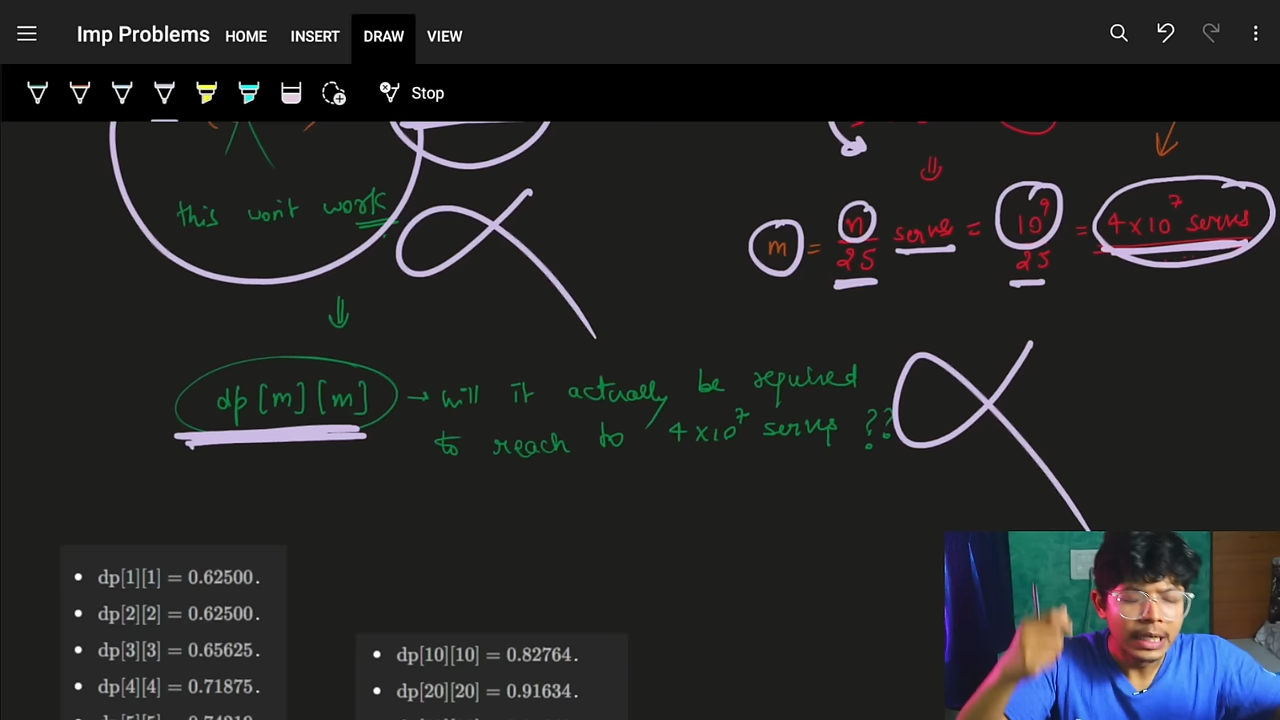 Imp Problems HOME INSERT DRAW VIEW
Stop
this won't work
m = n/25 serves = 10^9/25 = 4x10^7 serves
dp[m][m] → will it actually be required
to reach to 4x10^7 serves ??
dp[1][1] = 0.62500.
dp[2][2] = 0.62500.
dp[3][3] = 0.65625.
dp[4][4] = 0.71875.
dp[10][10] = 0.82764.
dp[20][20] = 0.91634.